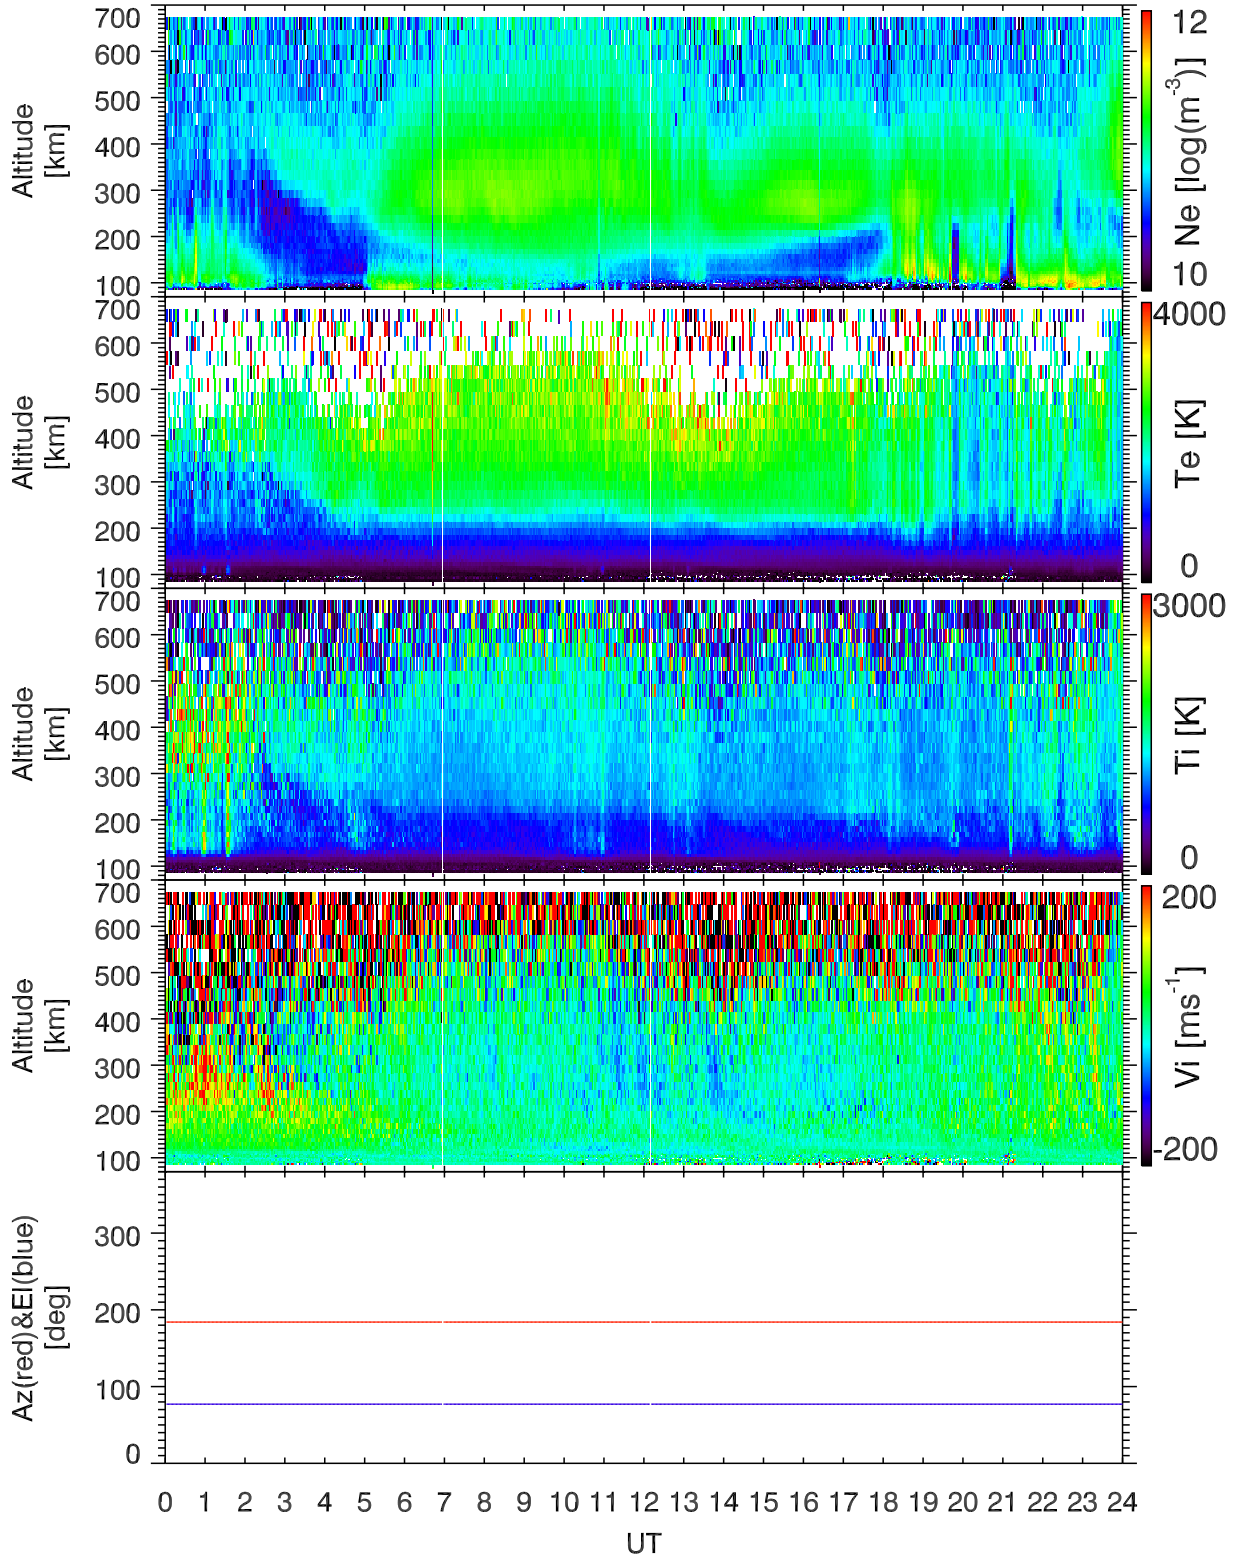 700
600
500
400
300
200
100
Altitude
[km]
12
Ne [log(m⁻³)]
10
700
600
500
400
300
200
100
Altitude
[km]
4000
Te [K]
0
700
600
500
400
300
200
100
Altitude
[km]
3000
Ti [K]
0
700
600
500
400
300
200
100
Altitude
[km]
200
Vi [ms⁻¹]
-200
300
200
100
0
Az(red)&El(blue)
[deg]
0 1 2 3 4 5 6 7 8 9 10 11 12 13 14 15 16 17 18 19 20 21 22 23 24
UT